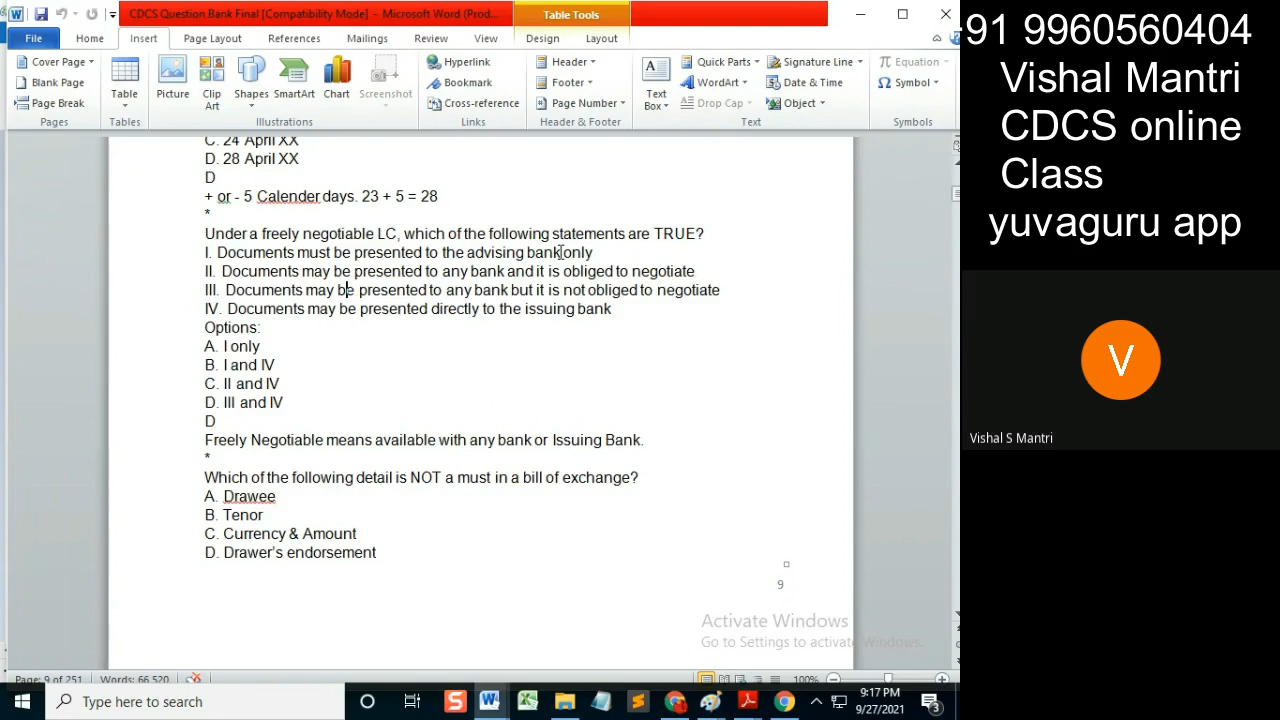 CDCS Question Bank Final [Compatibility Mode] - Microsoft Word (Prod...
Table Tools
File Home Insert Page Layout References Mailings Review View Design Layout
Cover Page
Blank Page
Page Break
Pages
Table
Tables
Picture
Clip Art
Shapes
SmartArt
Chart
Screenshot
Illustrations
Hyperlink
Bookmark
Cross-reference
Links
Header
Footer
Page Number
Header & Footer
Text Box
Quick Parts
WordArt
Drop Cap
Signature Line
Date & Time
Object
Text
Equation
Symbol
Symbols
C. 24 April XX
D. 28 April XX
D
+ or - 5 Calender days. 23 + 5 = 28
*
Under a freely negotiable LC, which of the following statements are TRUE?
I. Documents must be presented to the advising bank only
II. Documents may be presented to any bank and it is obliged to negotiate
III. Documents may be presented to any bank but it is not obliged to negotiate
IV. Documents may be presented directly to the issuing bank
Options:
A. I only
B. I and IV
C. II and IV
D. III and IV
D
Freely Negotiable means available with any bank or Issuing Bank.
*
Which of the following detail is NOT a must in a bill of exchange?
A. Drawee
B. Tenor
C. Currency & Amount
D. Drawer's endorsement
9
Activate Windows
Go to Settings to activate Windows.
Page: 9 of 251 Words: 66,520 100%
Type here to search
9:17 PM
9/27/2021
3
-91 9960560404
Vishal Mantri
CDCS online
Class
yuvaguru app
V
Vishal S Mantri